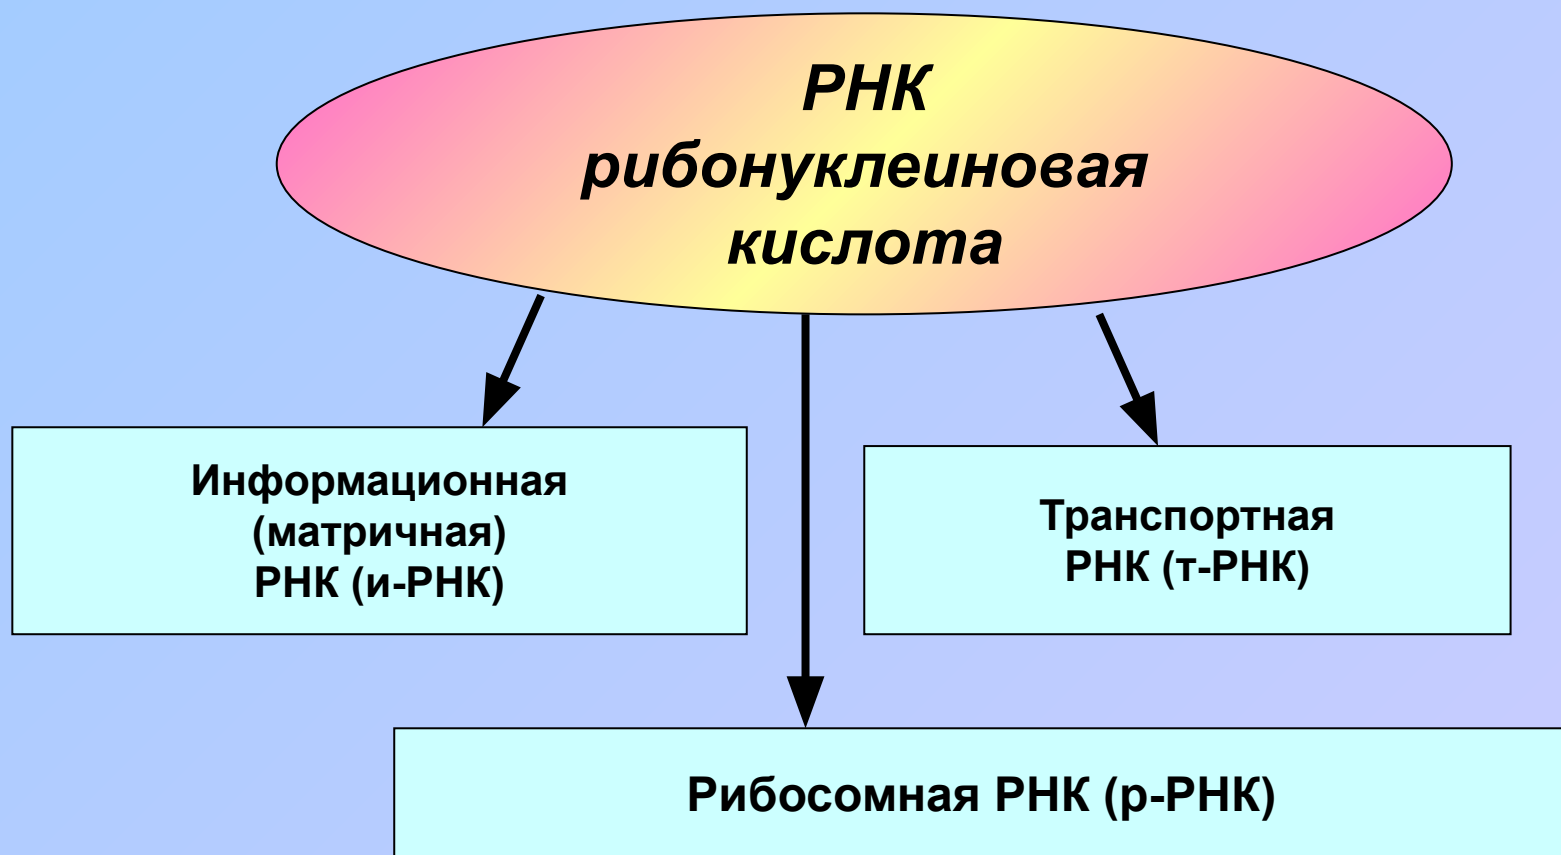 РНК
рибонуклеиновая
кислота
Информационная
(матричная)
РНК (и-РНК)
Транспортная
РНК (т-РНК)
Рибосомная РНК (р-РНК)